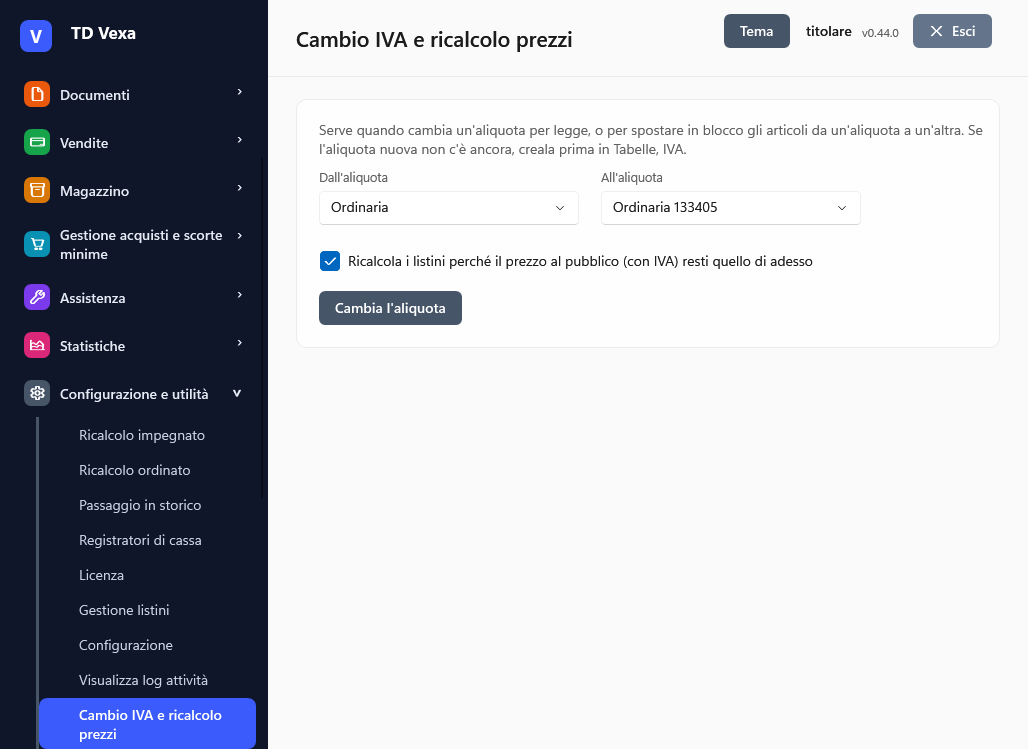 V
TD Vexa
Documenti
Vendite
Magazzino
Gestione acquisti e scorte
minime
Assistenza
Statistiche
Configurazione e utilità
Ricalcolo impegnato
Ricalcolo ordinato
Passaggio in storico
Registratori di cassa
Licenza
Gestione listini
Configurazione
Visualizza log attività
Cambio IVA e ricalcolo
prezzi
Cambio IVA e ricalcolo prezzi
Tema
titolare
v0.44.0
Esci
Serve quando cambia un'aliquota per legge, o per spostare in blocco gli articoli da un'aliquota a un'altra. Se
l'aliquota nuova non c'è ancora, creala prima in Tabelle, IVA.
Dall'aliquota
All'aliquota
Ordinaria
Ordinaria 133405
Ricalcola i listini perché il prezzo al pubblico (con IVA) resti quello di adesso
Cambia l'aliquota